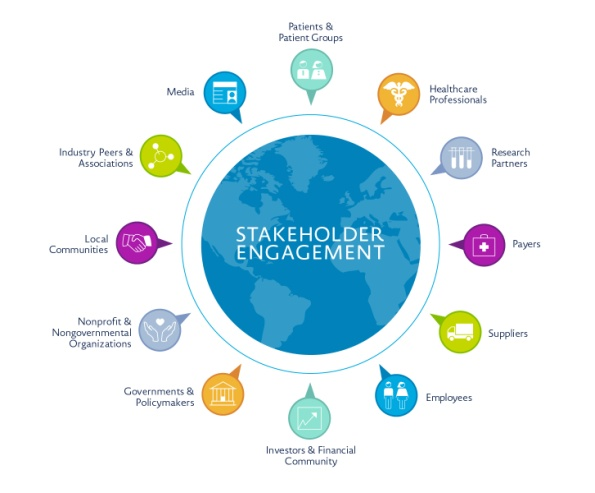 Patients &
Patient Groups
Healthcare
Professionals
Research
Partners
Payers
Suppliers
Employees
Investors & Financial
Community
Governments &
Policymakers
Nonprofit &
Nongovernmental
Organizations
Local
Communities
Industry Peers &
Associations
Media
STAKEHOLDER
ENGAGEMENT